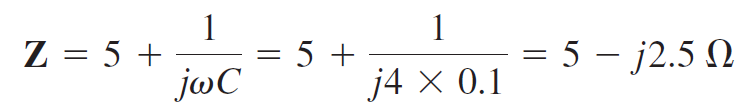 Z = 5 + 1/jωC = 5 + 1/j4 × 0.1 = 5 − j2.5 Ω